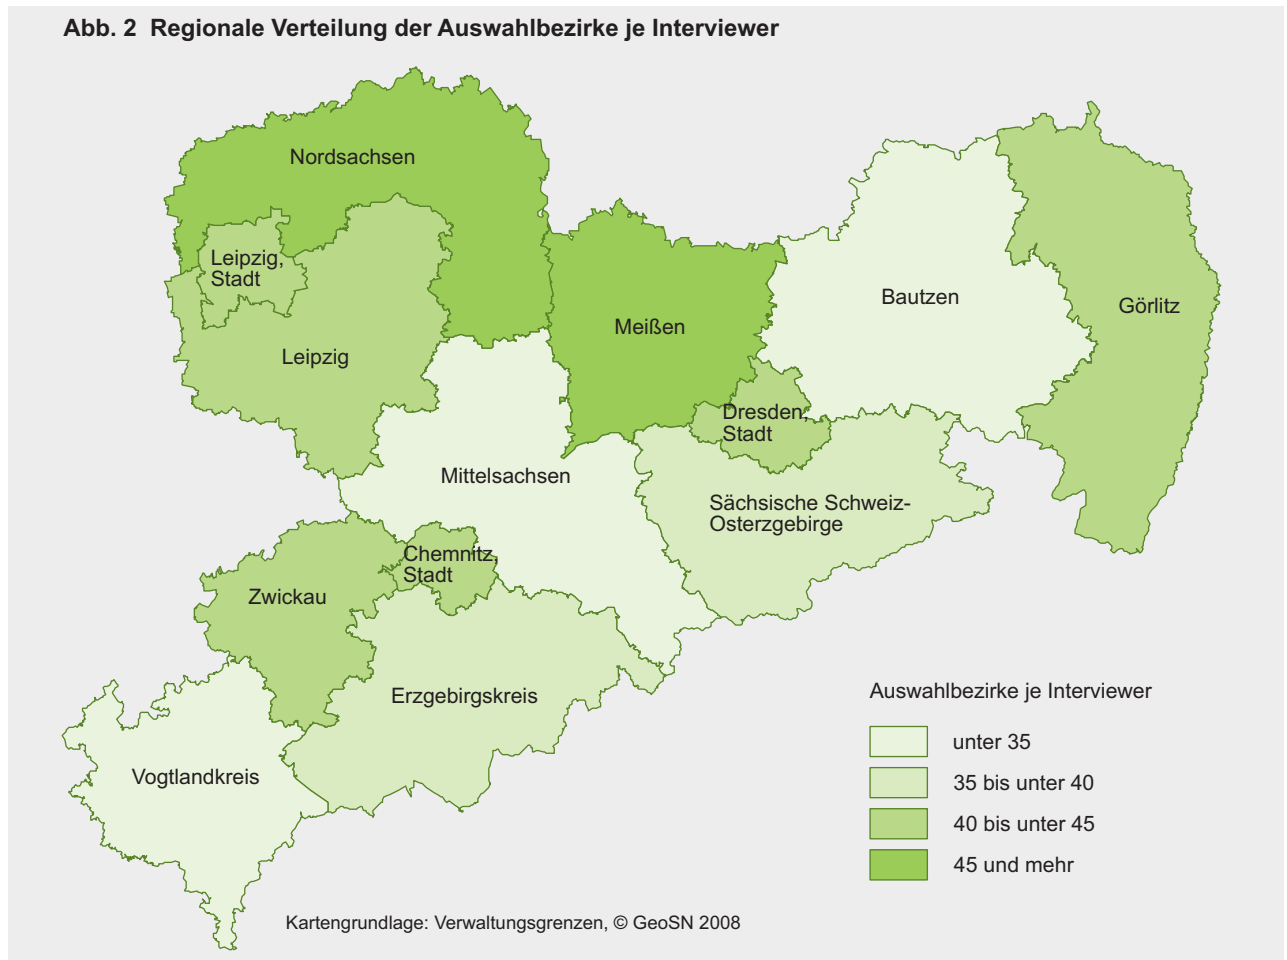 Abb. 2  Regionale Verteilung der Auswahlbezirke je Interviewer
Nordsachsen
Leipzig,
Stadt
Leipzig
Meißen
Bautzen
Görlitz
Dresden,
Stadt
Mittelsachsen
Sächsische Schweiz-
Osterzgebirge
Chemnitz,
Stadt
Zwickau
Erzgebirgskreis
Vogtlandkreis
Auswahlbezirke je Interviewer
unter 35
35 bis unter 40
40 bis unter 45
45 und mehr
Kartengrundlage: Verwaltungsgrenzen, © GeoSN 2008